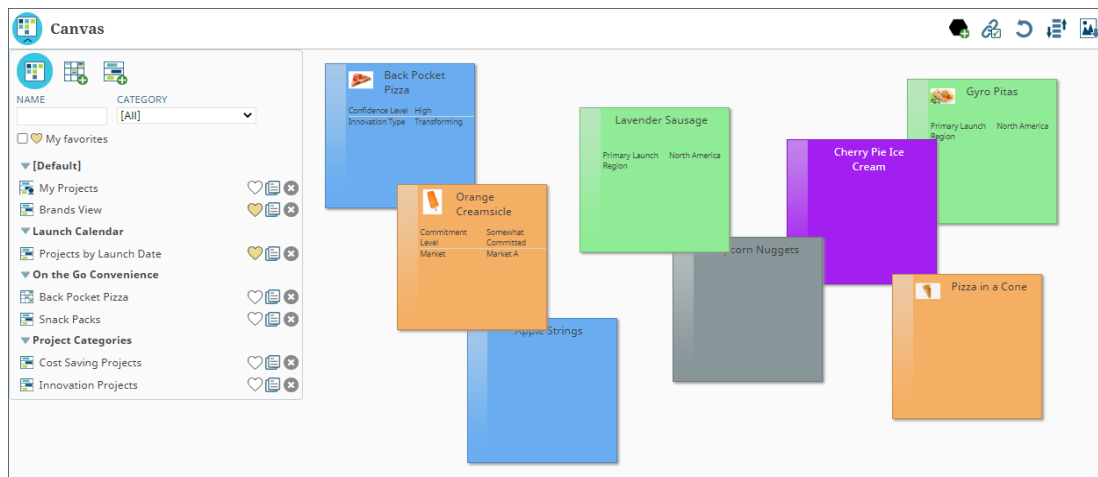 Canvas
NAME
CATEGORY
[All]
My favorites
[Default]
My Projects
Brands View
Launch Calendar
Projects by Launch Date
On the Go Convenience
Back Pocket Pizza
Snack Packs
Project Categories
Cost Saving Projects
Innovation Projects
Back Pocket
Pizza
Confidence Level High
Innovation Type Transforming
Orange
Creamsicle
Commitment Somewhat
Level Committed
Market Market A
Apple Strings
Lavender Sausage
Primary Launch North America
Region
corn Nuggets
Cherry Pie Ice
Cream
Gyro Pitas
Primary Launch North America
Region
Pizza in a Cone